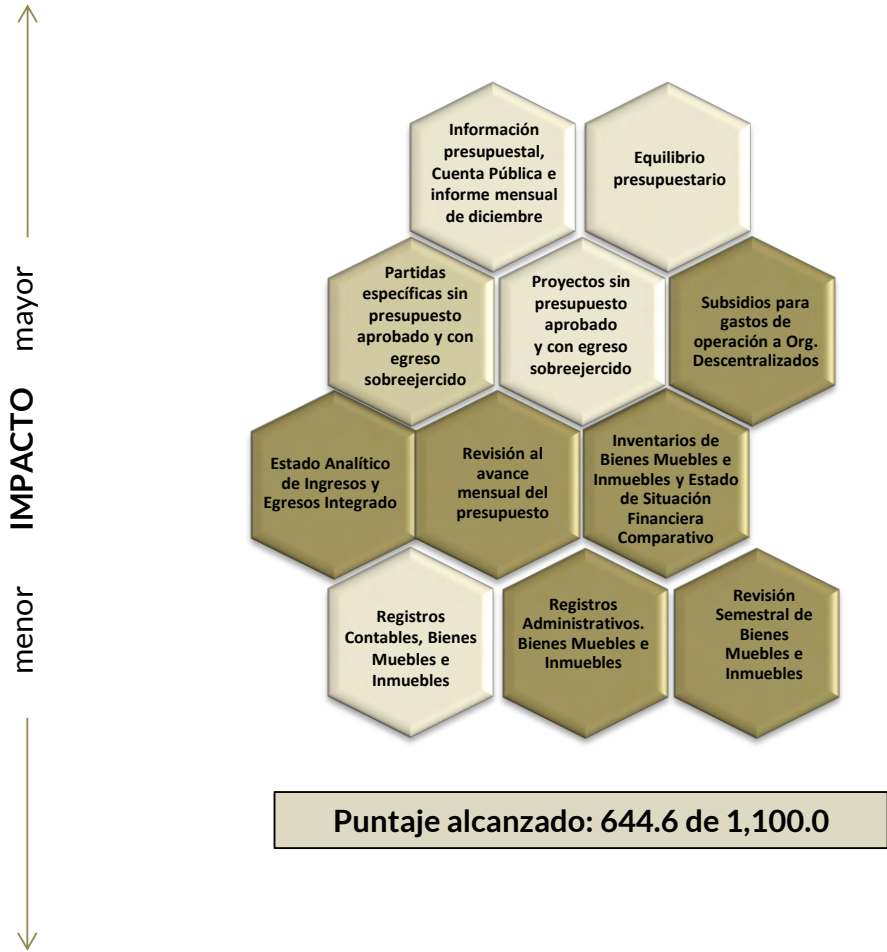 Información
presupuestal,
Cuenta Pública e
informe mensual
de diciembre
Equilibrio
presupuestario
Partidas
específicas sin
presupuesto
aprobado y con
egreso
sobreejercido
Proyectos sin
presupuesto
aprobado
y con egreso
sobreejercido
Subsidios para
gastos de
operación a Org.
Descentralizados
Estado Analítico
de Ingresos y
Egresos Integrado
Revisión al
avance
mensual del
presupuesto
Inventarios de
Bienes Muebles e
Inmuebles y Estado
de Situación
Financiera
Comparativo
Registros
Contables, Bienes
Muebles e
Inmuebles
Registros
Administrativos.
Bienes Muebles e
Inmuebles
Revisión
Semestral de
Bienes
Muebles e
Inmuebles
menor IMPACTO mayor
Puntaje alcanzado: 644.6 de 1,100.0